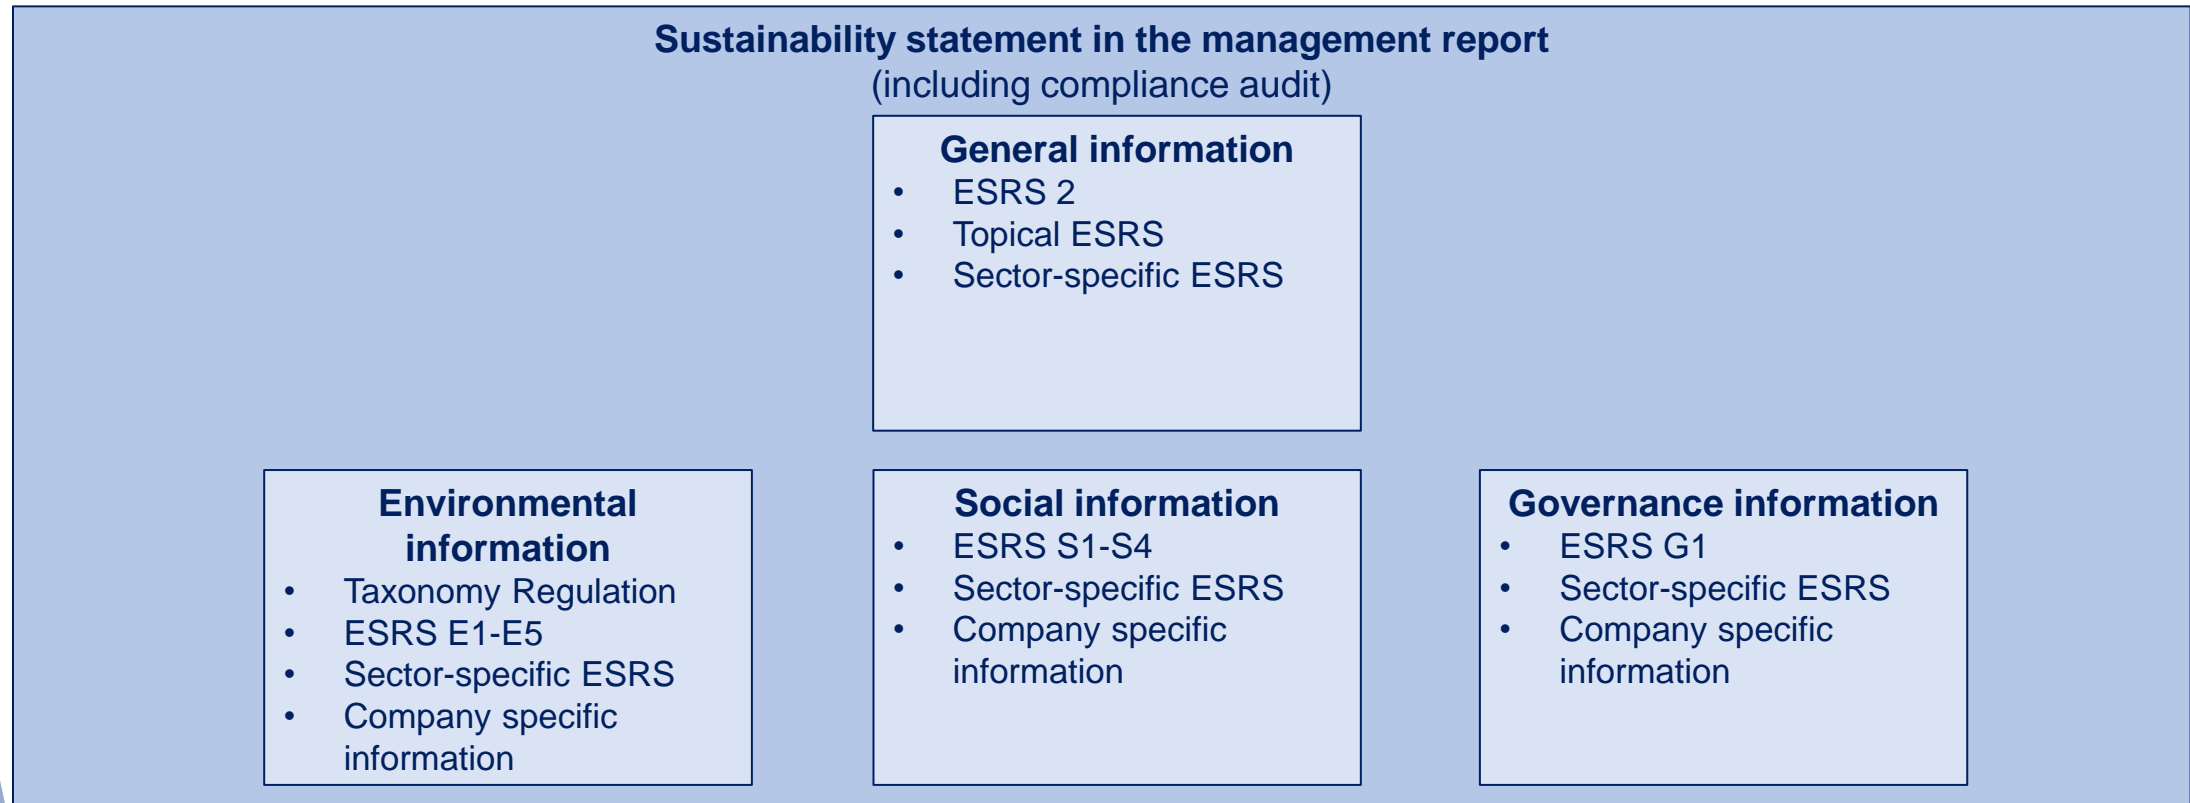 Sustainability statement in the management report
(including compliance audit)
General information
• ESRS 2
• Topical ESRS
• Sector-specific ESRS
Environmental
information
• Taxonomy Regulation
• ESRS E1-E5
• Sector-specific ESRS
• Company specific
information
Social information
• ESRS S1-S4
• Sector-specific ESRS
• Company specific
information
Governance information
• ESRS G1
• Sector-specific ESRS
• Company specific
information